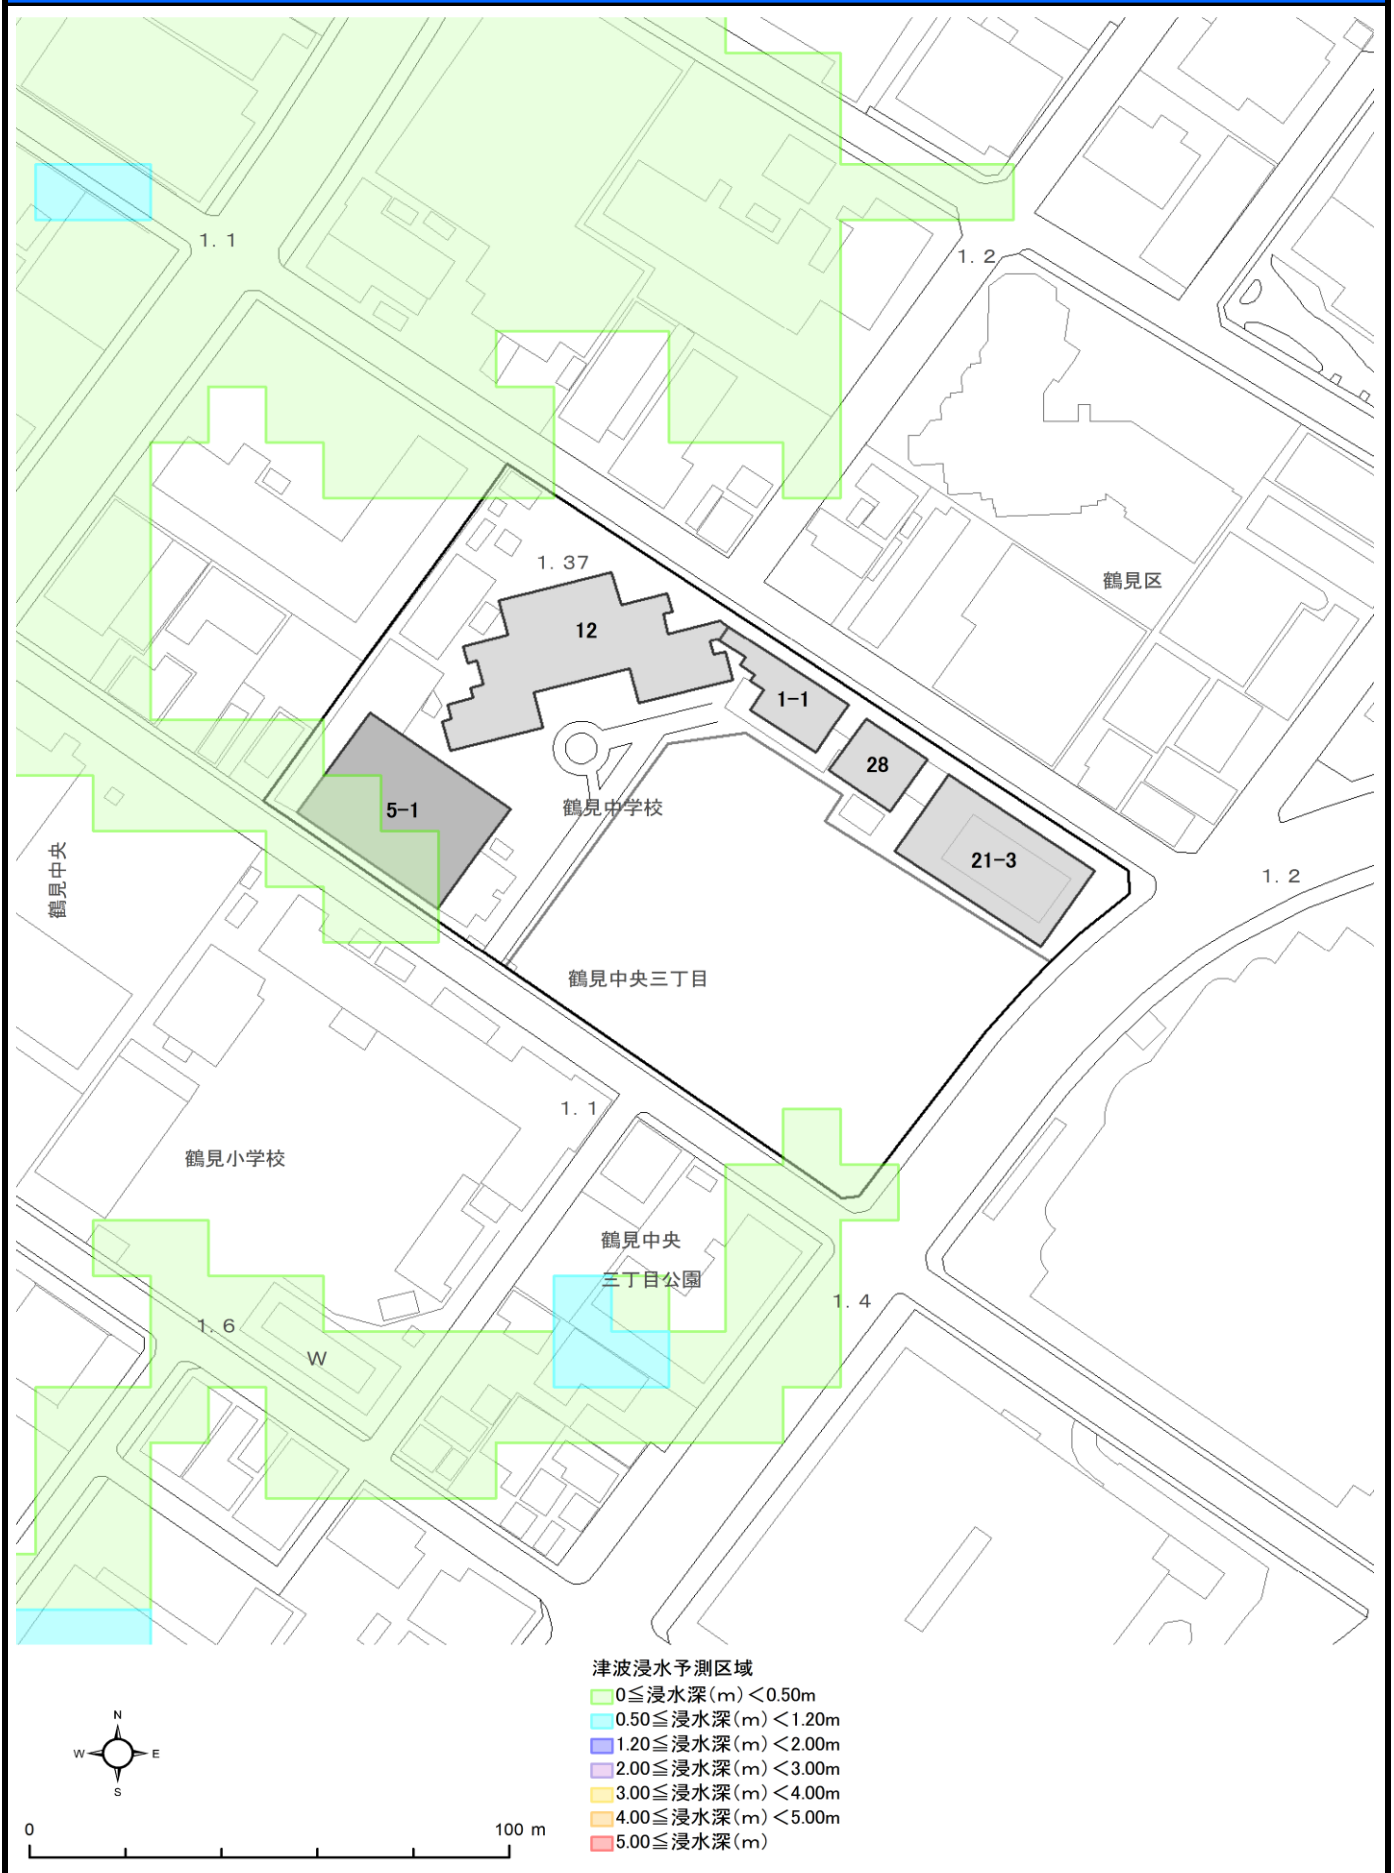 1. 1
1. 2
1. 37
鶴見区
12
1-1
28
5-1
鶴見中学校
21-3
鶴見中央
1. 2
鶴見中央三丁目
1. 1
鶴見小学校
鶴見中央
三丁目公園
1. 4
1. 6
W
津波浸水予測区域
0≦浸水深(m)<0.50m
0.50≦浸水深(m)<1.20m
1.20≦浸水深(m)<2.00m
2.00≦浸水深(m)<3.00m
3.00≦浸水深(m)<4.00m
4.00≦浸水深(m)<5.00m
5.00≦浸水深(m)
N
W E
S
0 100 m